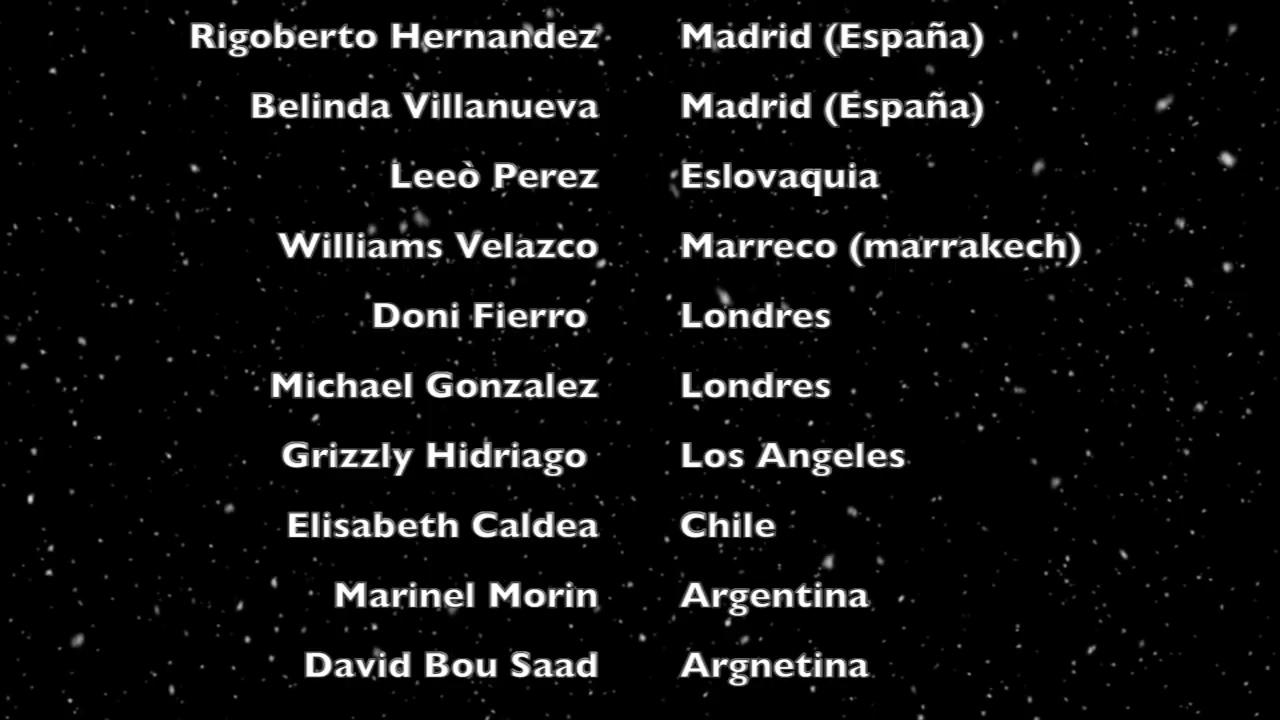 Rigoberto Hernandez Madrid (España)
Belinda Villanueva Madrid (España)
Leeò Perez Eslovaquia
Williams Velazco Marreco (marrakech)
Doni Fierro Londres
Michael Gonzalez Londres
Grizzly Hidriago Los Angeles
Elisabeth Caldea Chile
Marinel Morin Argentina
David Bou Saad Argnetina